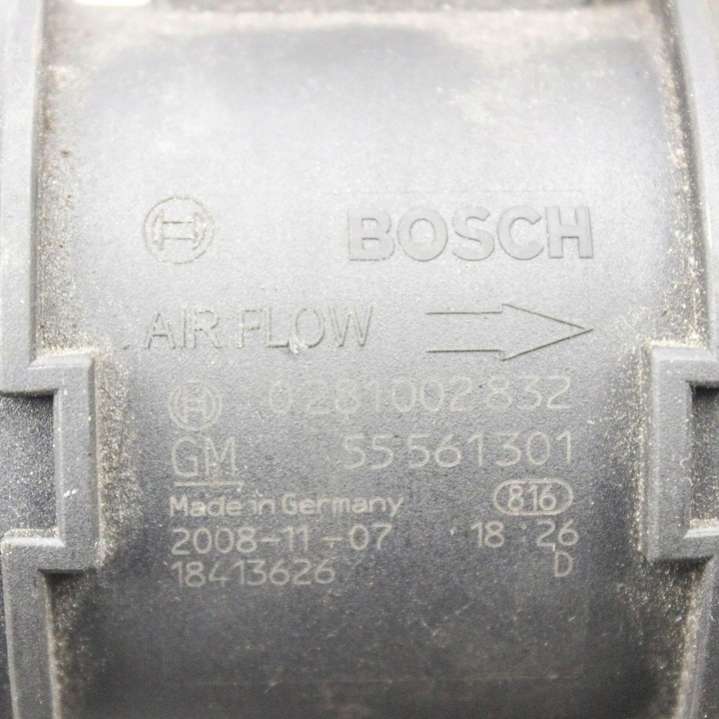 BOSCH
AIR FLOW
0281002832
GM 55561301
Made in Germany 816
2008-11-07 18:26
18413626 D